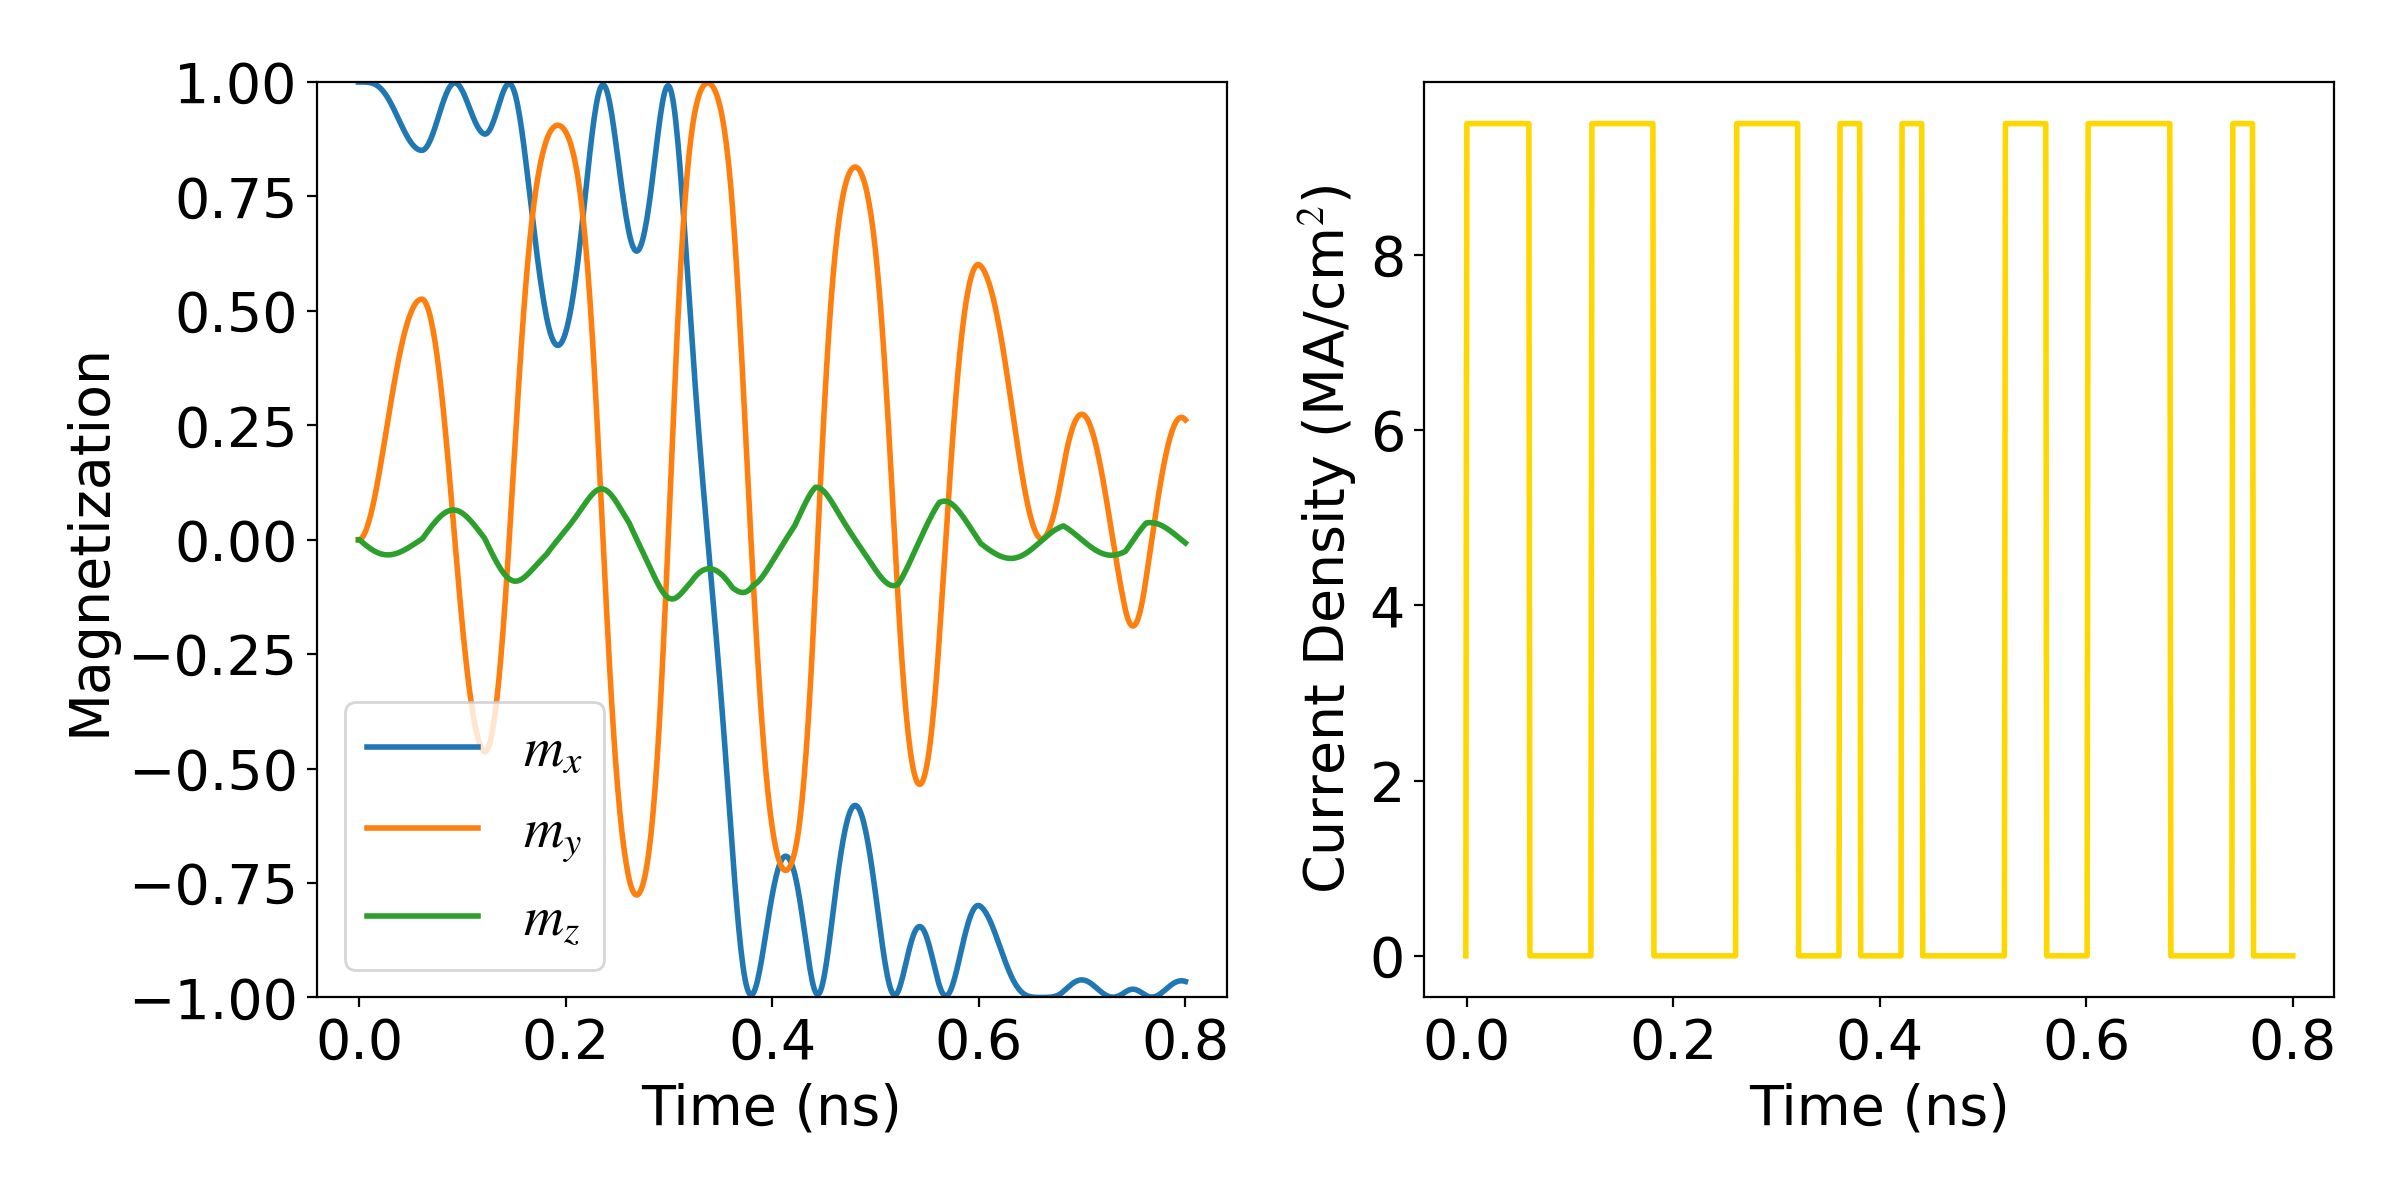 Magnetization
1.00
0.75
0.50
0.25
0.00
−0.25
−0.50
−0.75
−1.00
0.0 0.2 0.4 0.6 0.8
Time (ns)
m_x
m_y
m_z
Current Density (MA/cm²)
8
6
4
2
0
0.0 0.2 0.4 0.6 0.8
Time (ns)